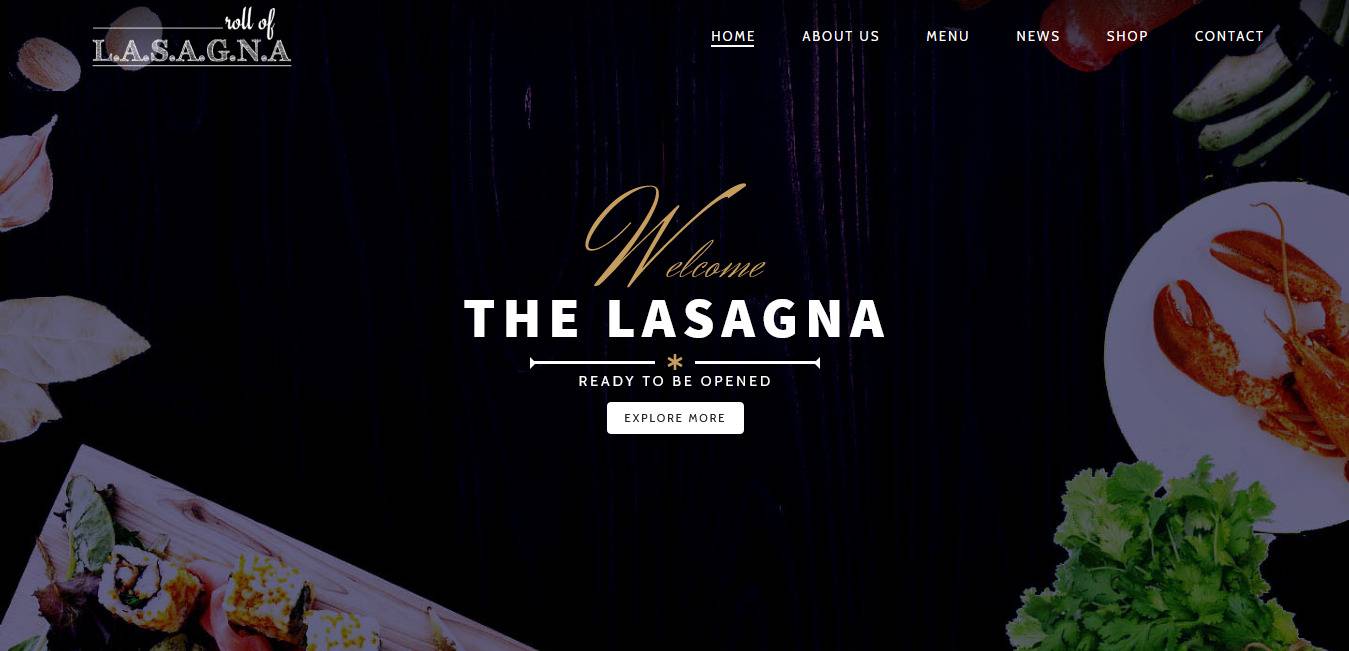 roll of
L.A.S.A.G.N.A
HOME ABOUT US MENU NEWS SHOP CONTACT
Welcome
THE LASAGNA
READY TO BE OPENED
EXPLORE MORE